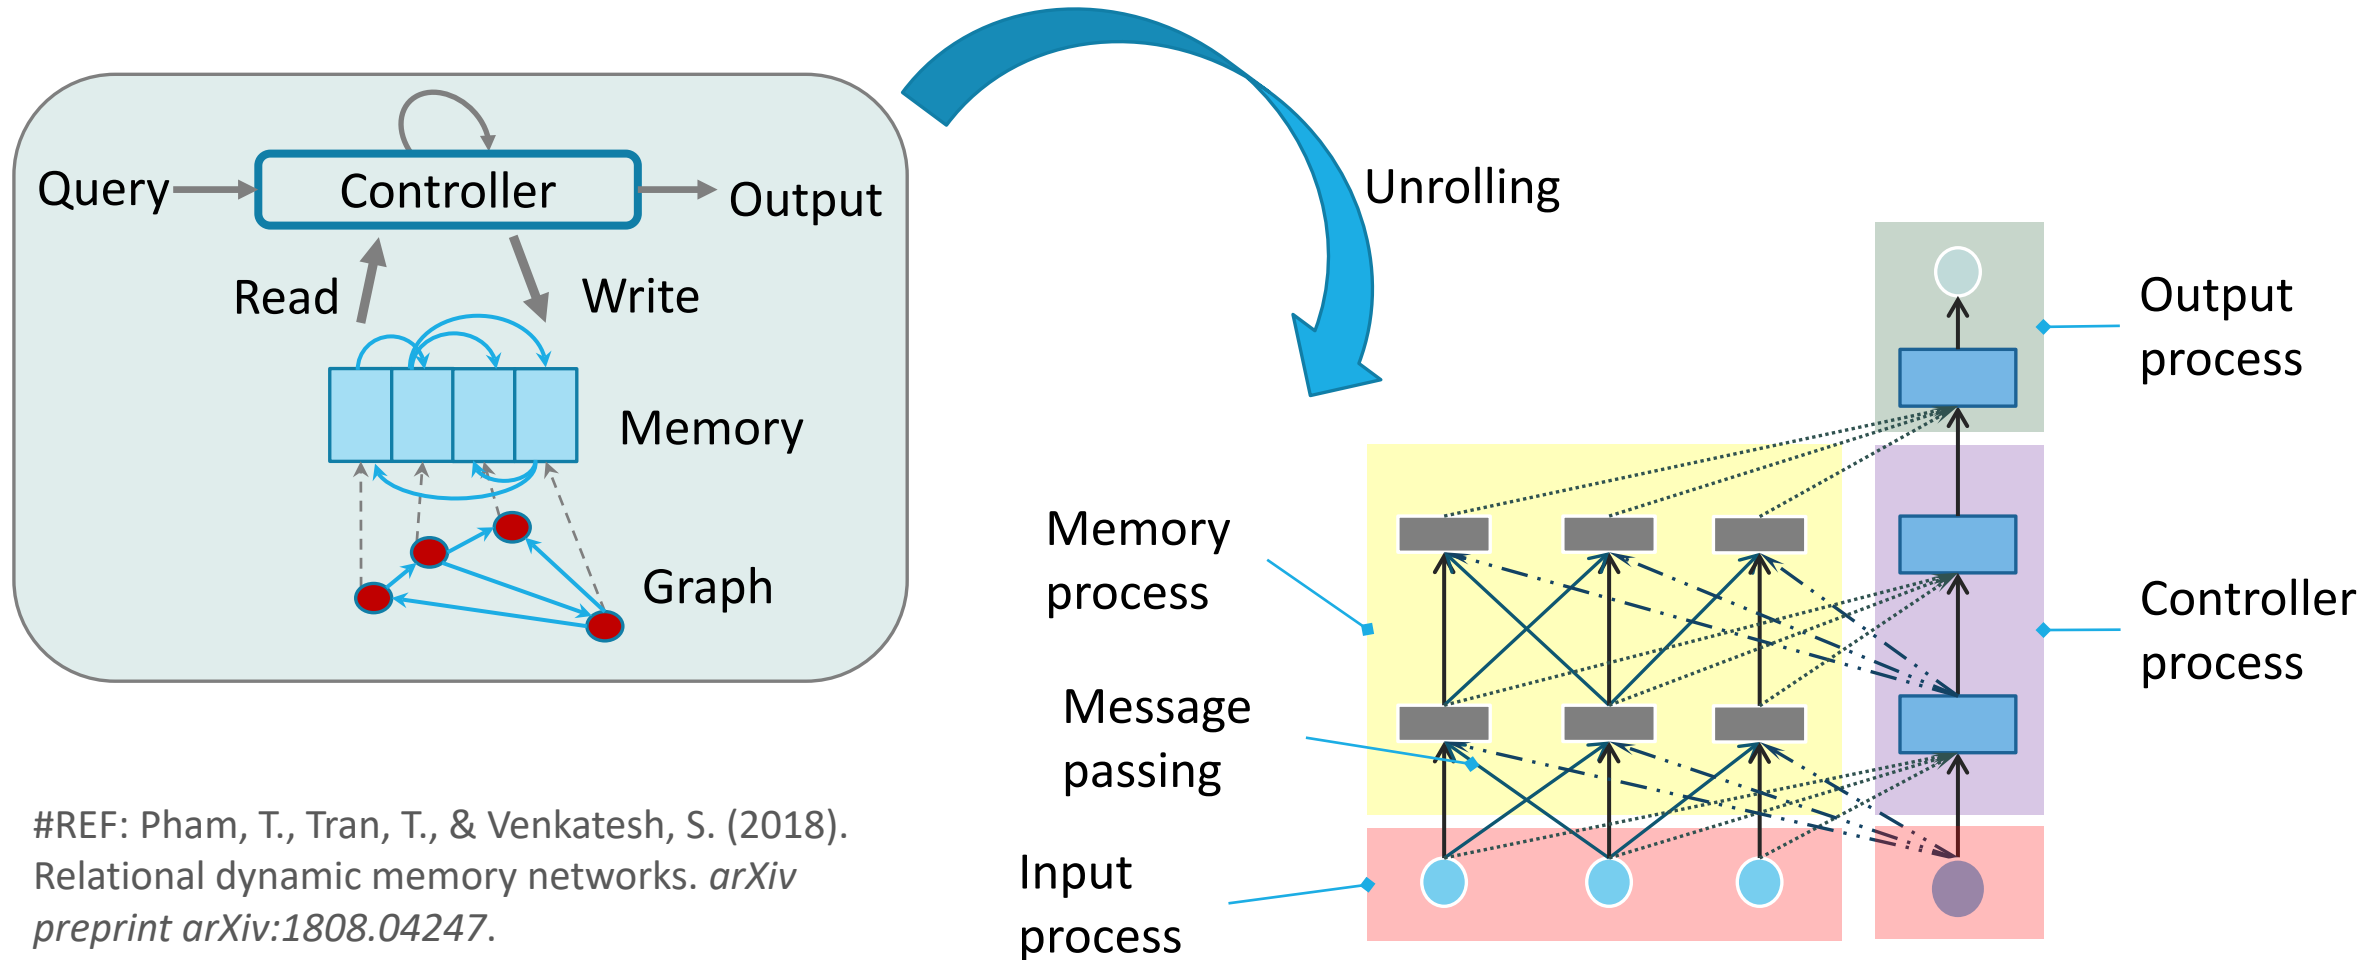 Query
Controller
Output
Read
Write
Memory
Graph
Unrolling
Output
process
Memory
process
Controller
process
Message
passing
Input
process
#REF: Pham, T., Tran, T., & Venkatesh, S. (2018).
Relational dynamic memory networks. arXiv
preprint arXiv:1808.04247.